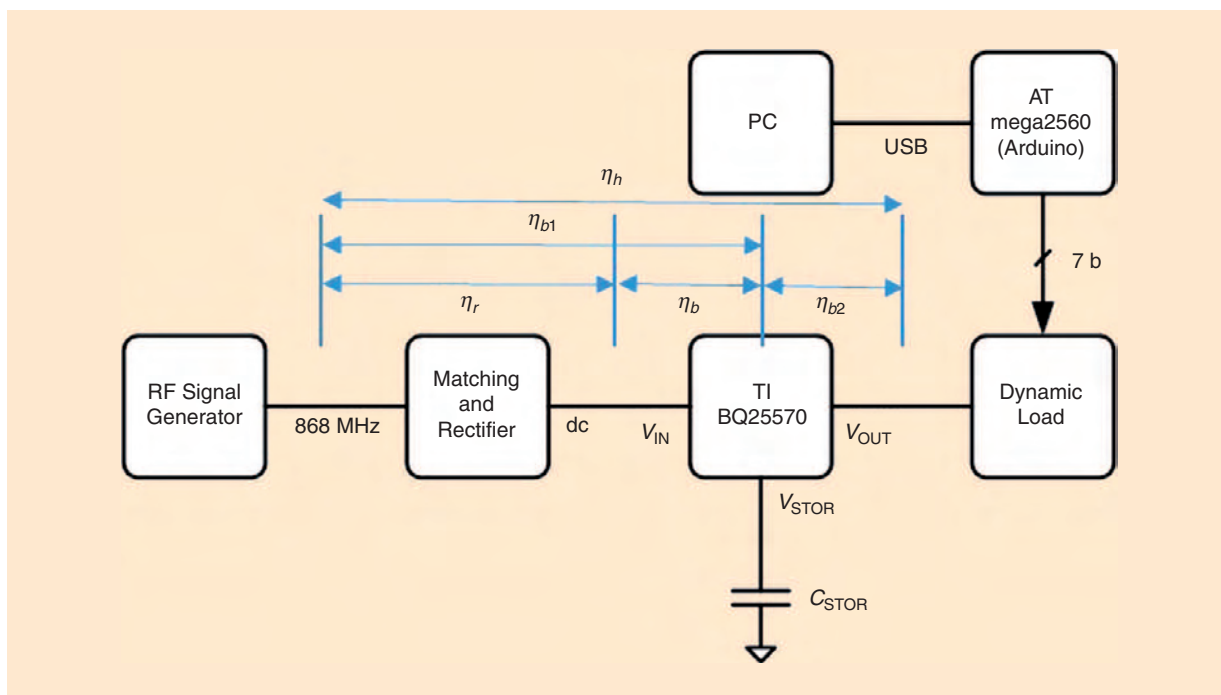 PC
USB
AT
mega2560
(Arduino)
7 b
ηh
ηb1
ηr
ηb
ηb2
RF Signal
Generator
868 MHz
Matching
and
Rectifier
dc
VIN
TI
BQ25570
VOUT
Dynamic
Load
VSTOR
CSTOR